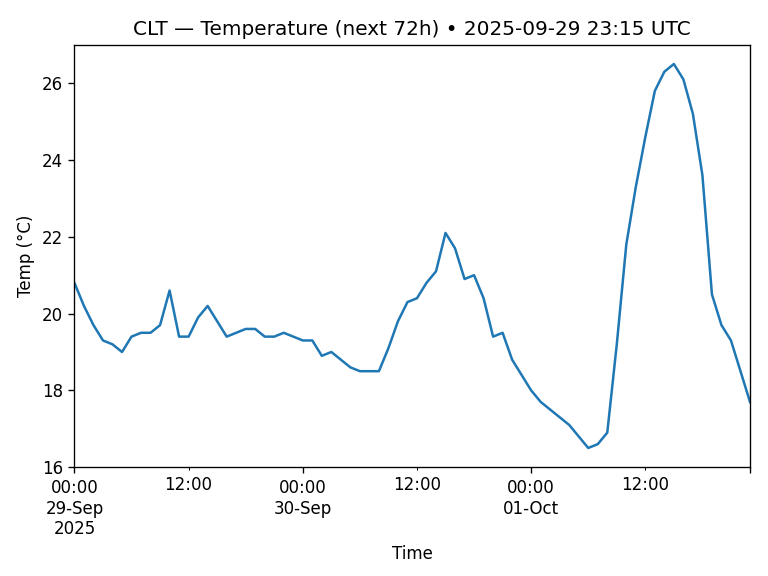 CLT — Temperature (next 72h) • 2025-09-29 23:15 UTC
Temp (°C)
26
24
22
20
18
16
00:00 12:00 00:00 12:00 00:00 12:00
29-Sep 30-Sep 01-Oct
2025
Time